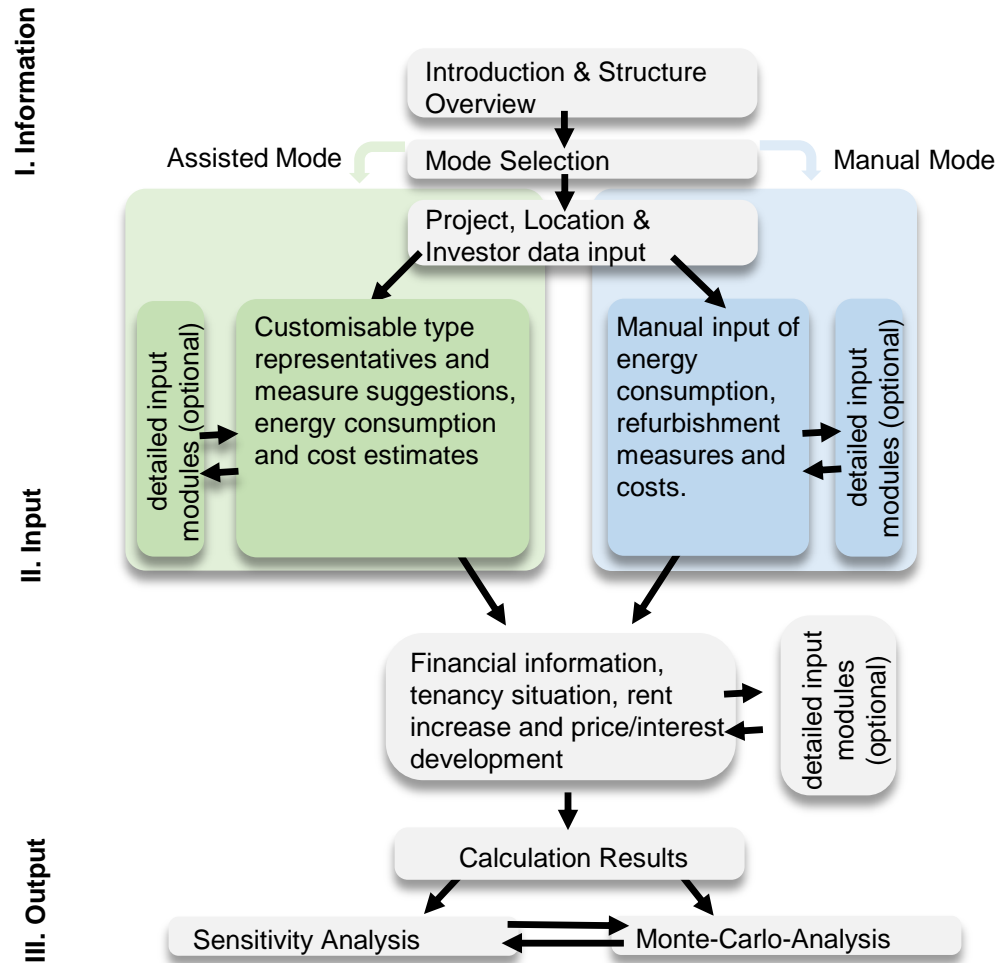 I. Information
Introduction & Structure
Overview
Assisted Mode
Mode Selection
Manual Mode
Project, Location &
Investor data input
detailed input
modules (optional)
Customisable type
representatives and
measure suggestions,
energy consumption
and cost estimates
Manual input of
energy
consumption,
refurbishment
measures and
costs.
detailed input
modules (optional)
II. Input
Financial information,
tenancy situation, rent
increase and price/interest
development
detailed input
modules
(optional)
III. Output
Calculation Results
Sensitivity Analysis
Monte-Carlo-Analysis